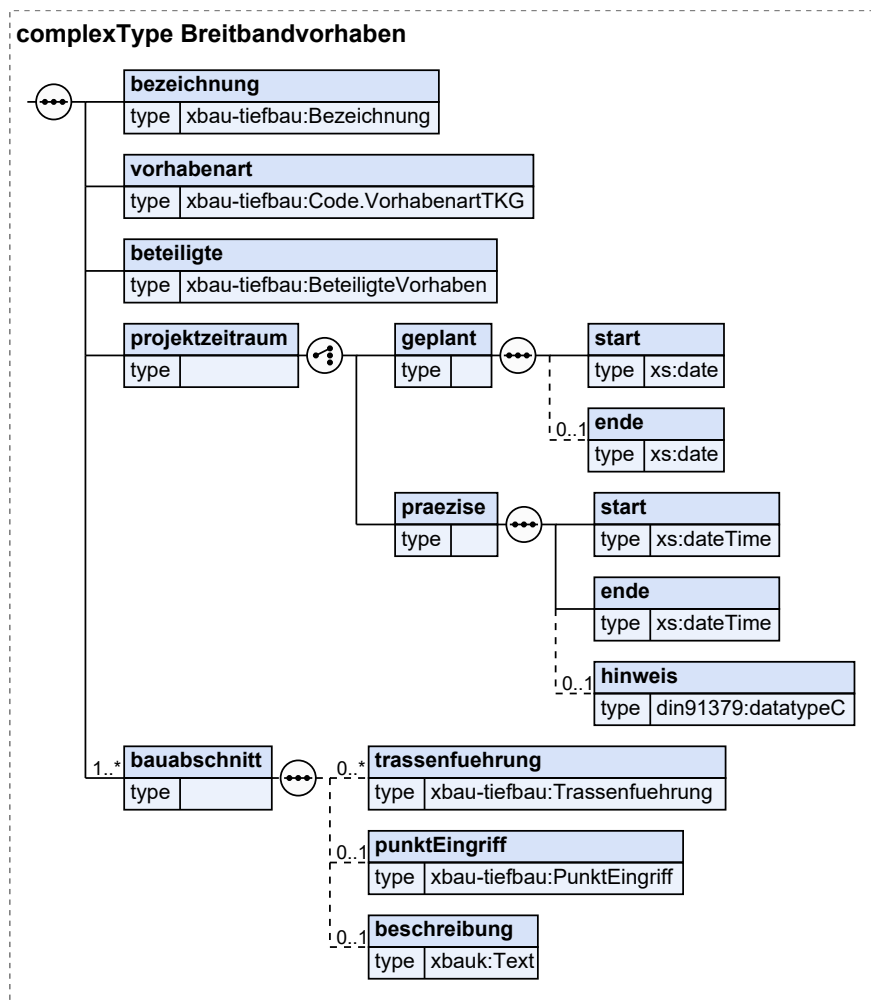 complexType Breitbandvorhaben
bezeichnung
type xbau-tiefbau:Bezeichnung
vorhabenart
type xbau-tiefbau:Code.VorhabenartTKG
beteiligte
type xbau-tiefbau:BeteiligteVorhaben
projektzeitraum
type
geplant
type
start
type xs:date
0..1
ende
type xs:date
praezise
type
start
type xs:dateTime
ende
type xs:dateTime
0..1
hinweis
type din91379:datatypeC
1..*
bauabschnitt
type
0..*
trassenfuehrung
type xbau-tiefbau:Trassenfuehrung
0..1
punktEingriff
type xbau-tiefbau:PunktEingriff
0..1
beschreibung
type xbauk:Text